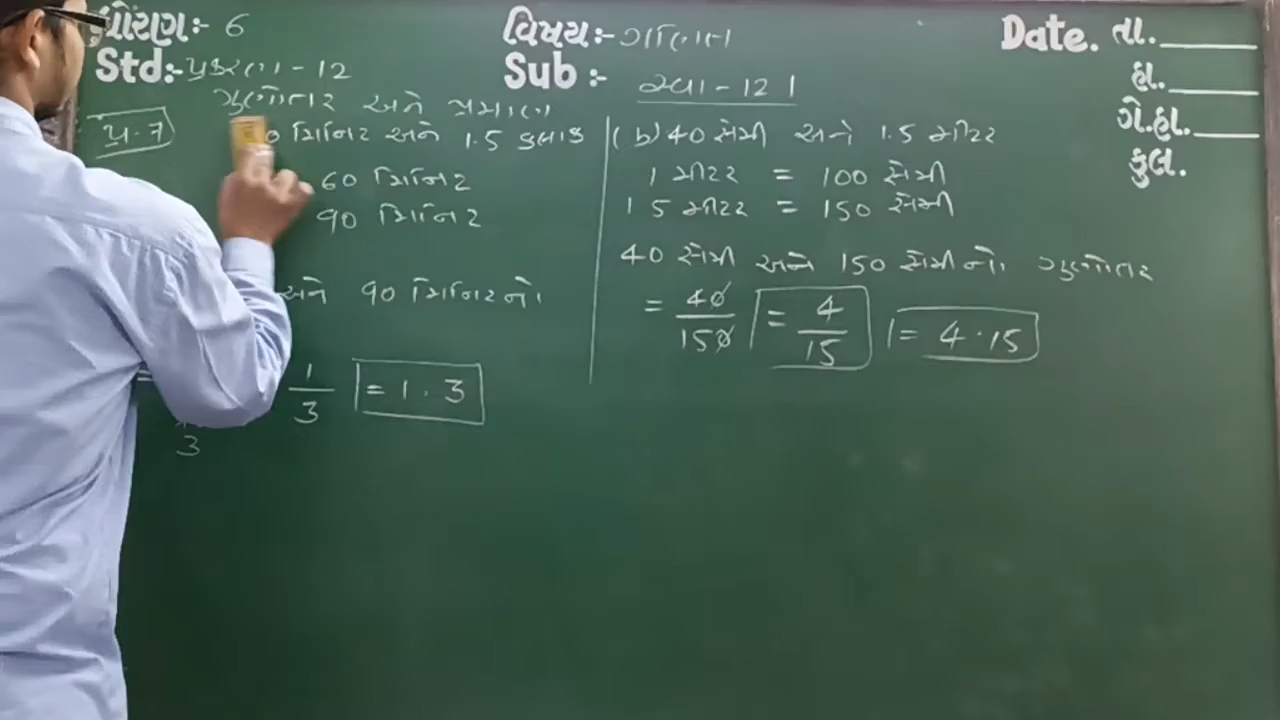 ધોરણ:- 6
Std:- પ્રકરણ - 12
ગુણોત્તર અને પ્રમાણ
વિષય:- ગણિત
Sub :- સ્વા - 12.1
Date. તા.
હા.
ગે.હા.
કુલ.
પ્ર.7
0 મિનિટ અને 1.5 કલાક
60 મિનિટ
90 મિનિટ
અને 90 મિનિટનો
=
3
1
3
= 1 : 3
(b) 40 સેમી અને 1.5 મીટર
1 મીટર = 100 સેમી
1 5 મીટર = 150 સેમી
40 સેમી અને 150 સેમીનો ગુણોત્તર
= 40/150 = 4/15 = 4 : 15